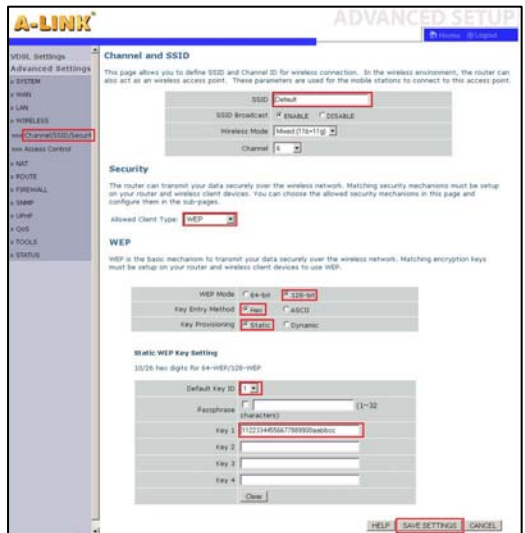 A-LINK
ADVANCED SETUP
Home Logout
VDSL Settings
Advanced Settings
» SYSTEM
» WAN
» LAN
» WIRELESS
»»» Channel/SSID/Securit
»»» Access Control
» NAT
» ROUTE
» FIREWALL
» SNMP
» UPnP
» QoS
» TOOLS
» STATUS
Channel and SSID
This page allows you to define SSID and Channel ID for wireless connection. In the wireless environment, the router can
also act as an wireless access point. These parameters are used for the mobile stations to connect to this access point.
SSID Default
SSID Broadcast ENABLE DISABLE
Wireless Mode Mixed (11b+11g)
Channel 6
Security
The router can transmit your data securely over the wireless network. Matching security mechanisms must be setup
on your router and wireless client devices. You can choose the allowed security mechanisms in this page and
configure them in the sub-pages.
Allowed Client Type: WEP
WEP
WEP is the basic mechanism to transmit your data securely over the wireless network. Matching encryption keys
must be setup on your router and wireless client devices to use WEP.
WEP Mode 64-bit 128-bit
Key Entry Method Hex ASCII
Key Provisioning Static Dynamic
Static WEP Key Setting
10/26 hex digits for 64-WEP/128-WEP
Default Key ID 1
Passphrase (1~32
characters)
Key 1
Key 2
Key 3
Key 4
Clear
HELP SAVE SETTINGS CANCEL